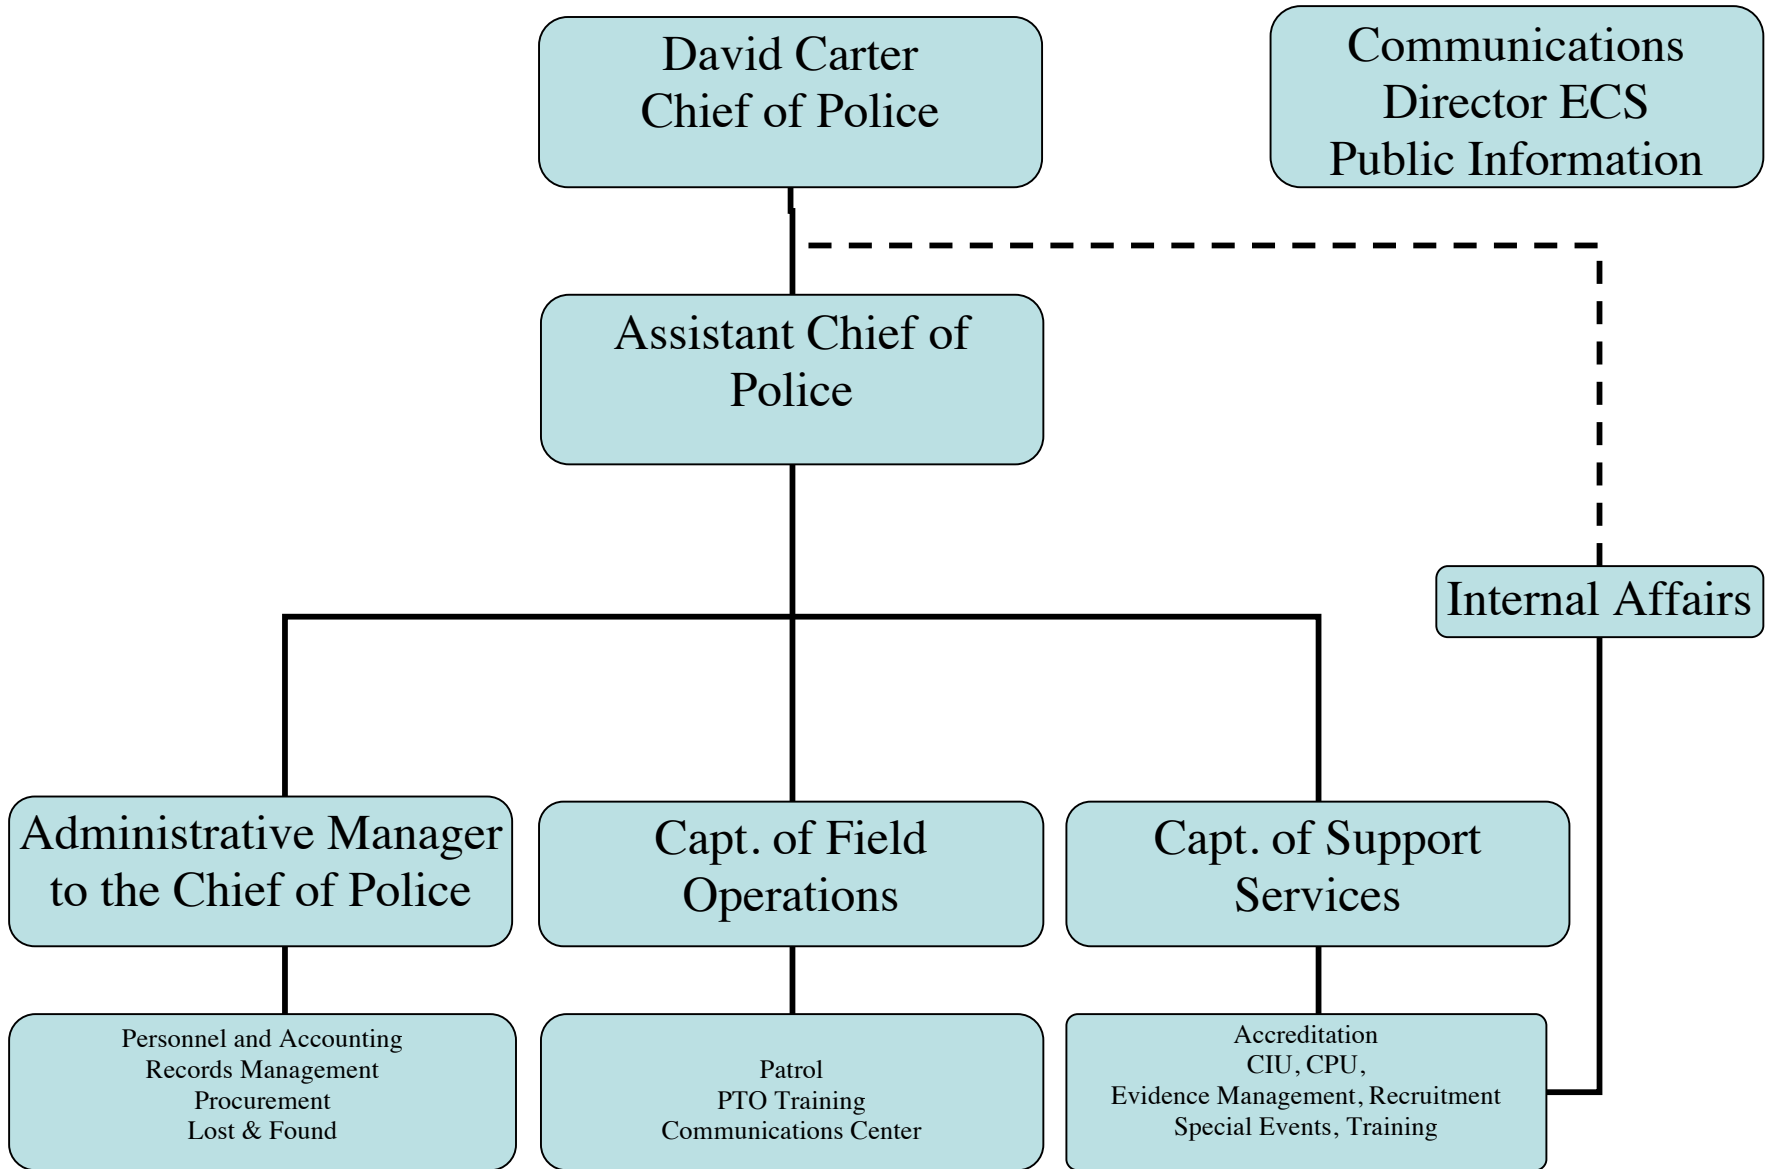 David Carter
Chief of Police
Communications
Director ECS
Public Information
Assistant Chief of
Police
Internal Affairs
Administrative Manager
to the Chief of Police
Capt. of Field
Operations
Capt. of Support
Services
Personnel and Accounting
Records Management
Procurement
Lost & Found
Patrol
PTO Training
Communications Center
Accreditation
CIU, CPU,
Evidence Management, Recruitment
Special Events, Training